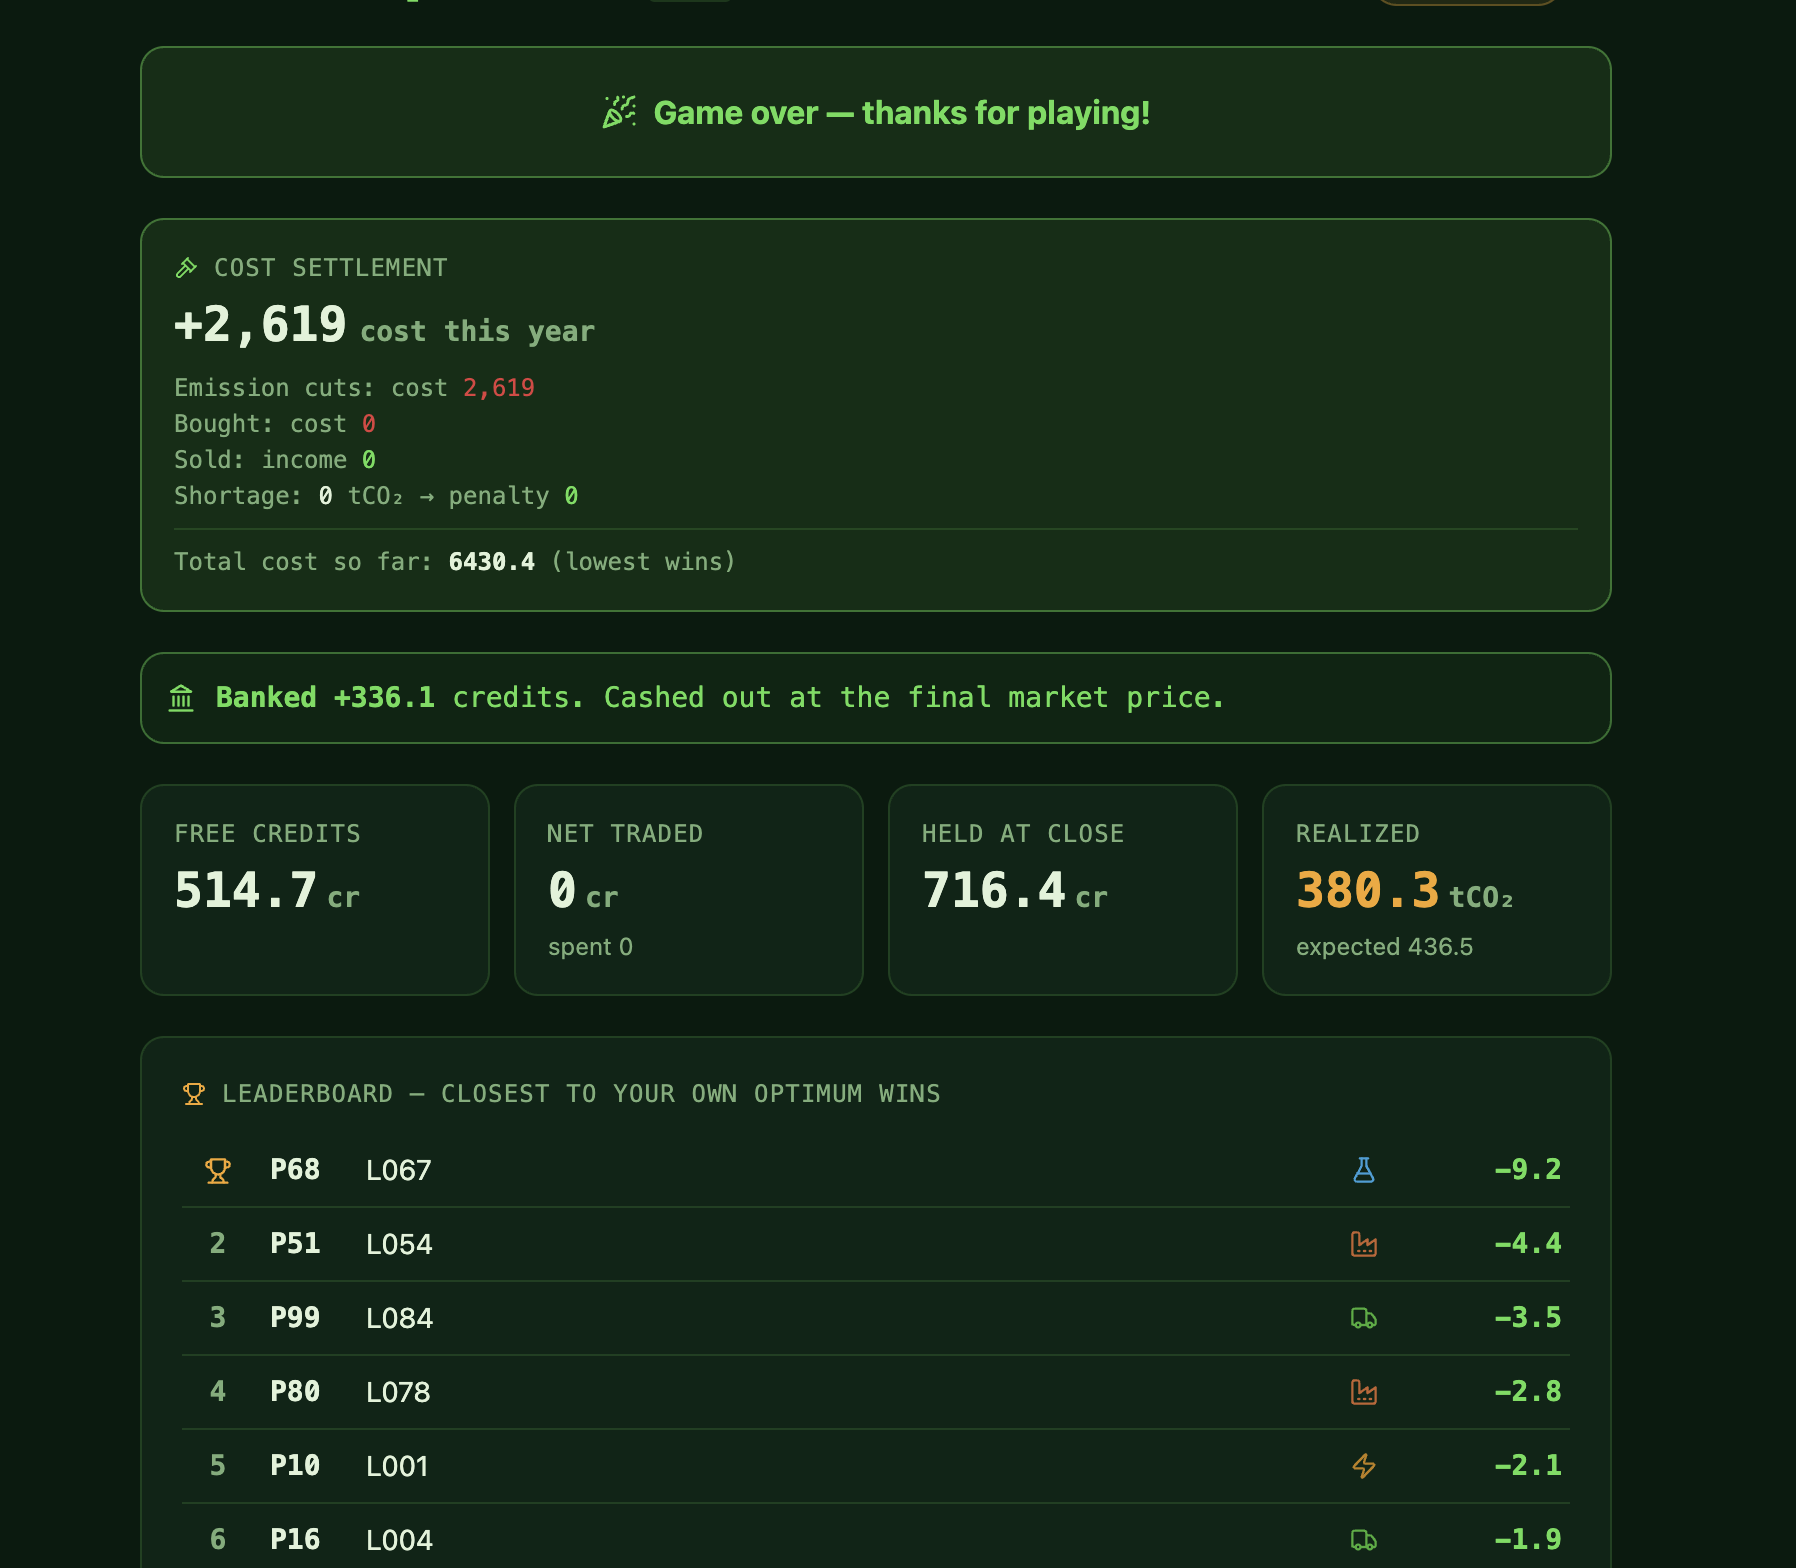 Game over — thanks for playing!
COST SETTLEMENT
+2,619 cost this year
Emission cuts: cost 2,619
Bought: cost 0
Sold: income 0
Shortage: 0 tCO₂ → penalty 0
Total cost so far: 6430.4 (lowest wins)
Banked +336.1 credits. Cashed out at the final market price.
FREE CREDITS
514.7 cr
NET TRADED
0 cr
spent 0
HELD AT CLOSE
716.4 cr
REALIZED
380.3 tCO₂
expected 436.5
LEADERBOARD — CLOSEST TO YOUR OWN OPTIMUM WINS
P68 L067 −9.2
2 P51 L054 −4.4
3 P99 L084 −3.5
4 P80 L078 −2.8
5 P10 L001 −2.1
6 P16 L004 −1.9